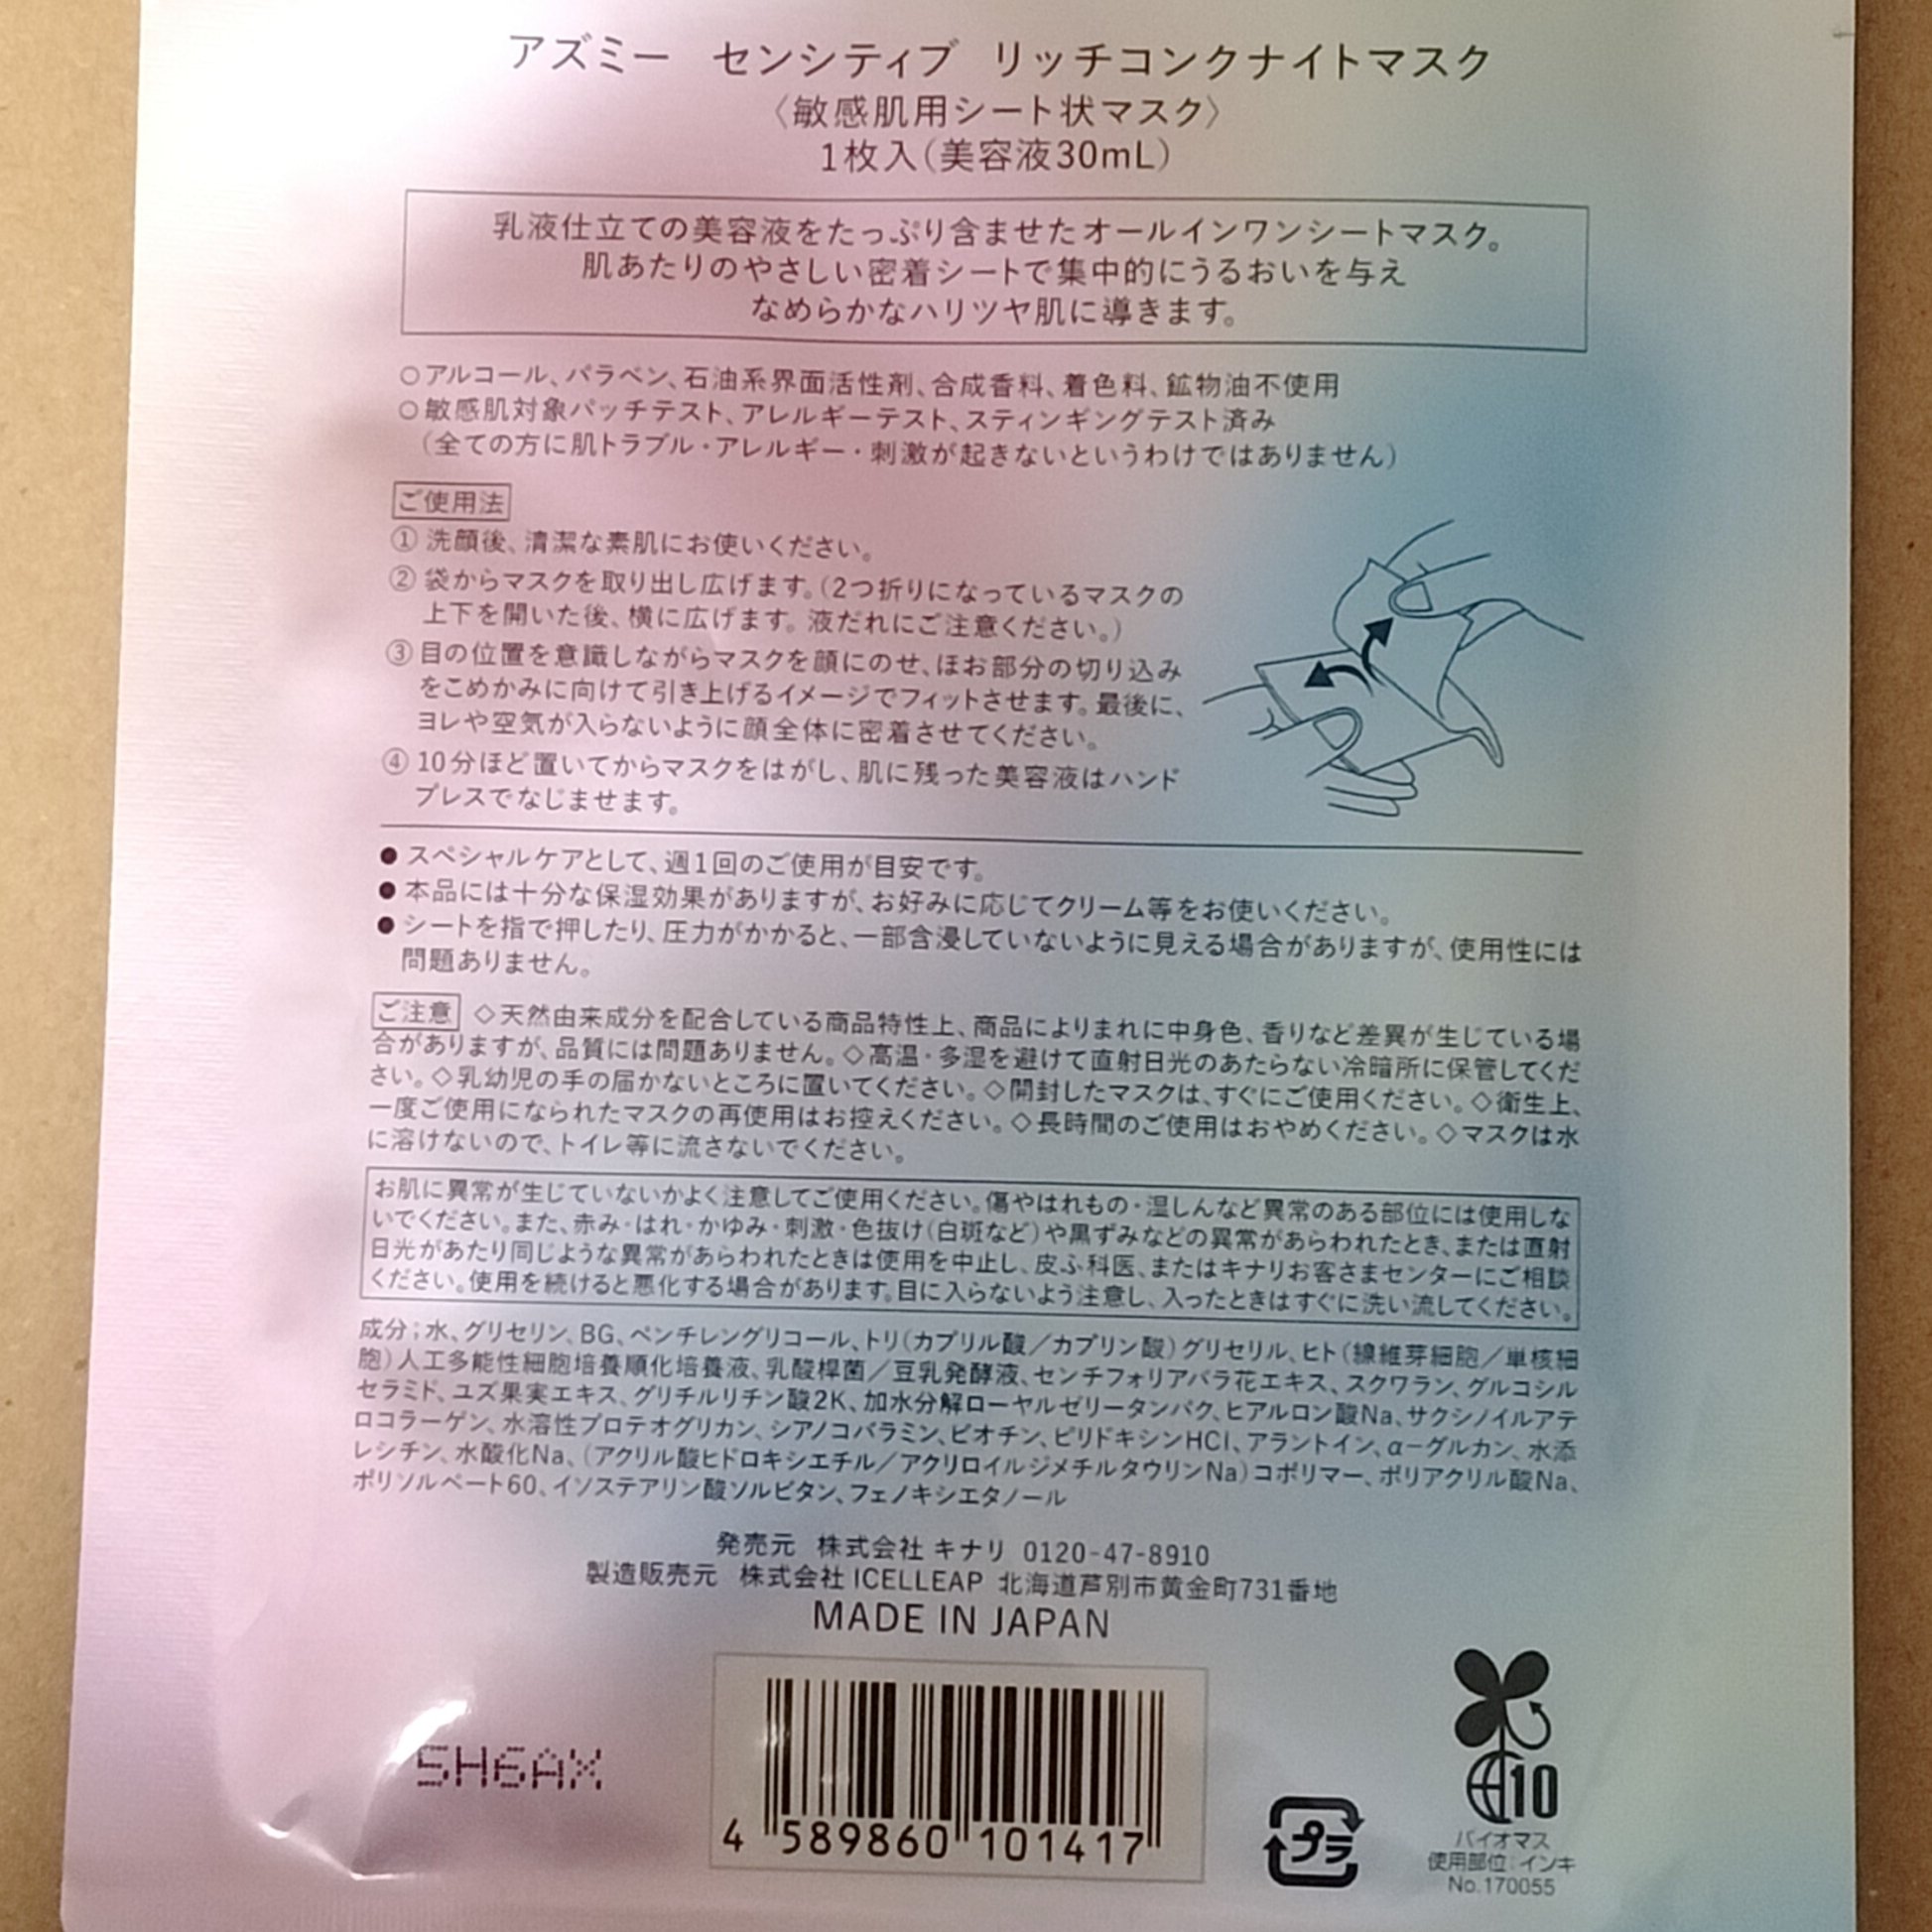 アズミー センシティブ リッチコンクナイトマスク
〈敏感肌用シート状マスク〉
1枚入(美容液30mL)
乳液仕立ての美容液をたっぷり含ませたオールインワンシートマスク。
肌あたりのやさしい密着シートで集中的にうるおいを与え
なめらかなハリツヤ肌に導きます。
○アルコール、パラベン、石油系界面活性剤、合成香料、着色料、鉱物油不使用
○敏感肌対象パッチテスト、アレルギーテスト、スティンギングテスト済み
(全ての方に肌トラブル・アレルギー・刺激が起きないというわけではありません)
ご使用法
① 洗顔後、清潔な素肌にお使いください。
② 袋からマスクを取り出し広げます。(2つ折りになっているマスクの
上下を開いた後、横に広げます。液だれにご注意ください。)
③ 目の位置を意識しながらマスクを顔にのせ、ほお部分の切り込み
をこめかみに向けて引き上げるイメージでフィットさせます。最後に、
ヨレや空気が入らないように顔全体に密着させてください。
④ 10分ほど置いてからマスクをはがし、肌に残った美容液はハンド
プレスでなじませます。
● スペシャルケアとして、週1回のご使用が目安です。
● 本品には十分な保湿効果がありますが、お好みに応じてクリーム等をお使いください。
● シートを指で押したり、圧力がかかると、一部含浸していないように見える場合がありますが、使用性には
問題ありません。
ご注意 ◇天然由来成分を配合している商品特性上、商品によりまれに中身色、香りなど差異が生じている場
合がありますが、品質には問題ありません。◇高温・多湿を避けて直射日光のあたらない冷暗所に保管してくだ
さい。◇乳幼児の手の届かないところに置いてください。◇開封したマスクは、すぐにご使用ください。◇衛生上、
一度ご使用になられたマスクの再使用はお控えください。◇長時間のご使用はおやめください。◇マスクは水
に溶けないので、トイレ等に流さないでください。
お肌に異常が生じていないかよく注意してご使用ください。傷やはれもの・湿しんなど異常のある部位には使用しな
いでください。また、赤み・はれ・かゆみ・刺激・色抜け(白斑など)や黒ずみなどの異常があらわれたとき、または直射
日光があたり同じような異常があらわれたときは使用を中止し、皮ふ科医、またはキナリお客さまセンターにご相談
ください。使用を続けると悪化する場合があります。目に入らないよう注意し、入ったときはすぐに洗い流してください。
成分;水、グリセリン、BG、ペンチレングリコール、トリ(カプリル酸/カプリン酸)グリセリル、ヒト(線維芽細胞/単核細
胞)人工多能性細胞培養順化培養液、乳酸桿菌/豆乳発酵液、センチフォリアバラ花エキス、スクワラン、グルコシル
セラミド、ユズ果実エキス、グリチルリチン酸2K、加水分解ローヤルゼリータンパク、ヒアルロン酸Na、サクシノイルアテ
ロコラーゲン、水溶性プロテオグリカン、シアノコバラミン、ビオチン、ピリドキシンHCl、アラントイン、α-グルカン、水添
レシチン、水酸化Na、(アクリル酸ヒドロキシエチル/アクリロイルジメチルタウリンNa)コポリマー、ポリアクリル酸Na、
ポリソルベート60、イソステアリン酸ソルビタン、フェノキシエタノール
発売元 株式会社 キナリ 0120-47-8910
製造販売元 株式会社 ICELLEAP 北海道芦別市黄金町731番地
MADE IN JAPAN
5H6AX
4 589860 101417
プラ
10
バイオマス
使用部位:インキ
No.170055